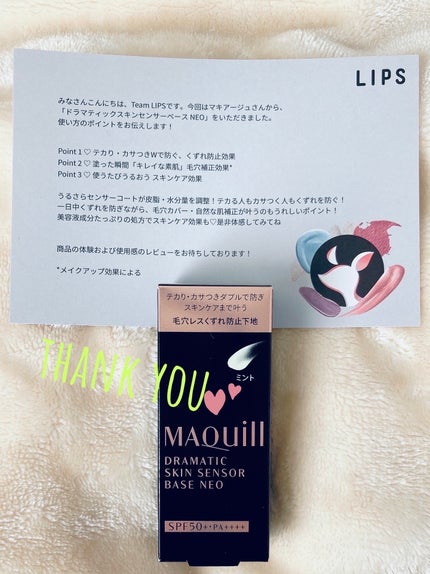 LIPS
みなさんこんにちは、Team LIPSです。今回はマキアージュさんから、
「ドラマティックスキンセンサーベース NEO」をいただきました。
使い方のポイントをお伝えします！
Point 1 ♡ テカり・カサつきWで防ぐ、くずれ防止効果
Point 2 ♡ 塗った瞬間「キレイな素肌」毛穴補正効果*
Point 3 ♡ 使うたびうるおう スキンケア効果
うるさらセンサーコートが皮脂・水分量を調整！テカる人もカサつく人もくずれを防ぐ！
一日中くずれを防ぎながら、毛穴カバー・自然な肌補正が叶うのもうれしいポイント！
美容液成分たっぷりの処方でスキンケア効果も♡是非体感してみてね
商品の体験および使用感のレビューをお待ちしております！
*メイクアップ効果による
テカり・カサつきダブルで防ぎ
スキンケアまで叶う
毛穴レスくずれ防止下地
THANK YOU
ミント
MAQuill
DRAMATIC
SKIN SENSOR
BASE NEO
SPF50+・PA++++